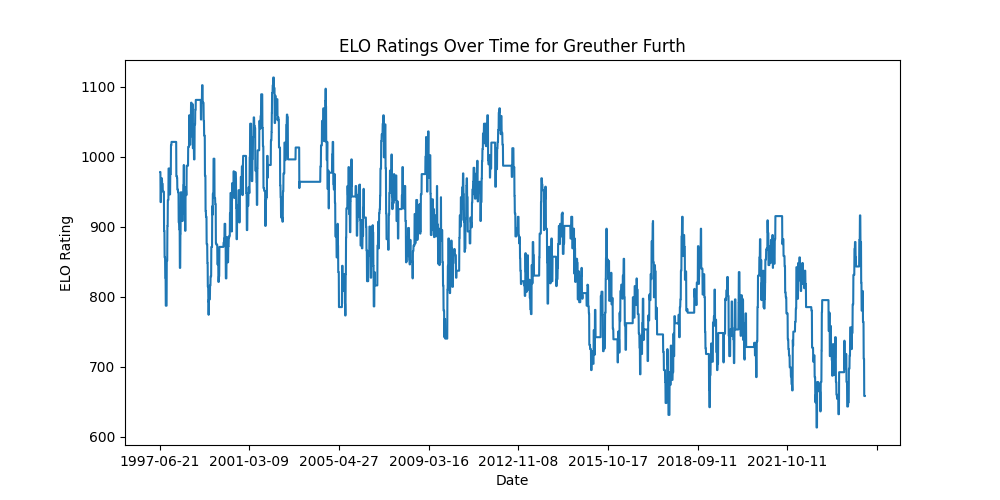 ELO Ratings Over Time for Greuther Furth
ELO Rating
1100
1000
900
800
700
600
1997-06-21 2001-03-09 2005-04-27 2009-03-16 2012-11-08 2015-10-17 2018-09-11 2021-10-11
Date